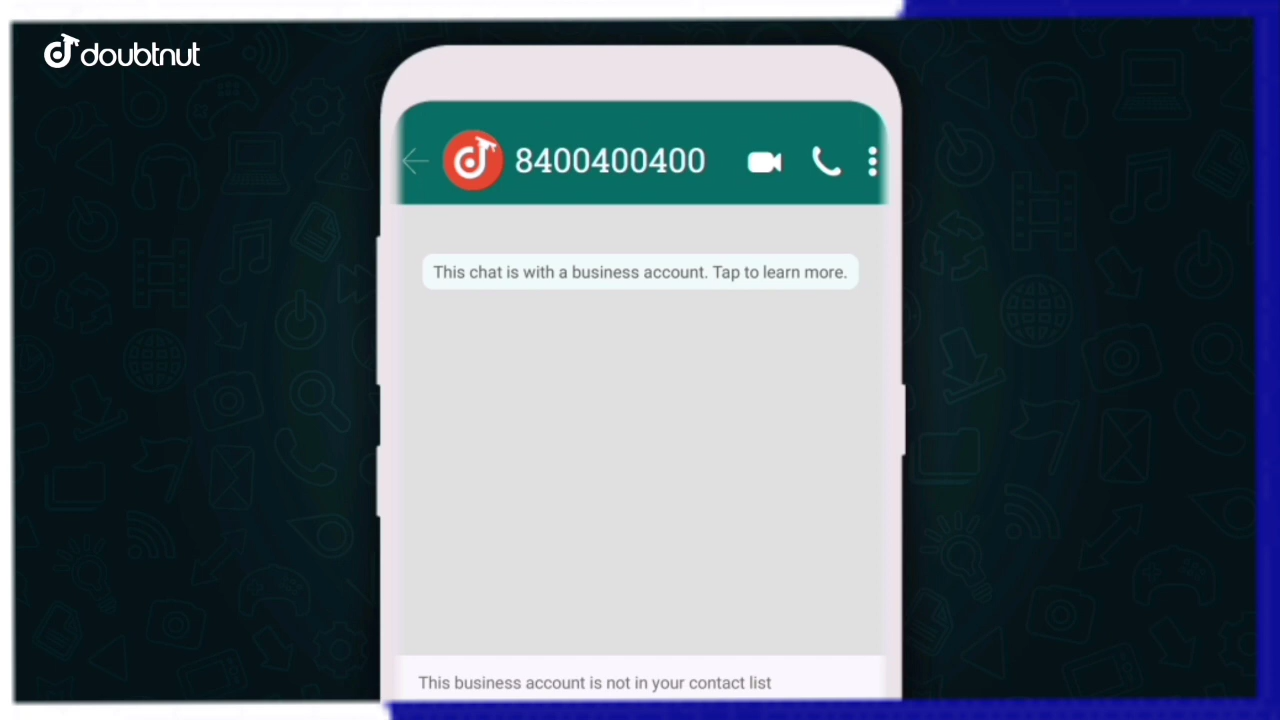 doubtnut
8400400400
This chat is with a business account. Tap to learn more.
This business account is not in your contact list